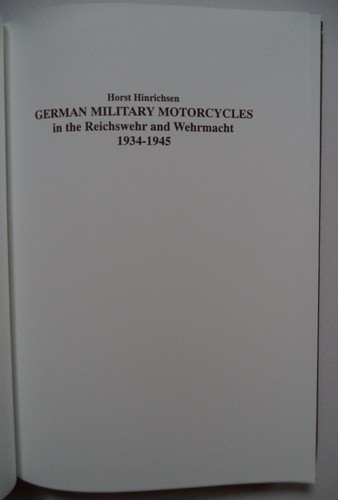 Horst Hinrichsen
GERMAN MILITARY MOTORCYCLES
in the Reichswehr and Wehrmacht
1934-1945